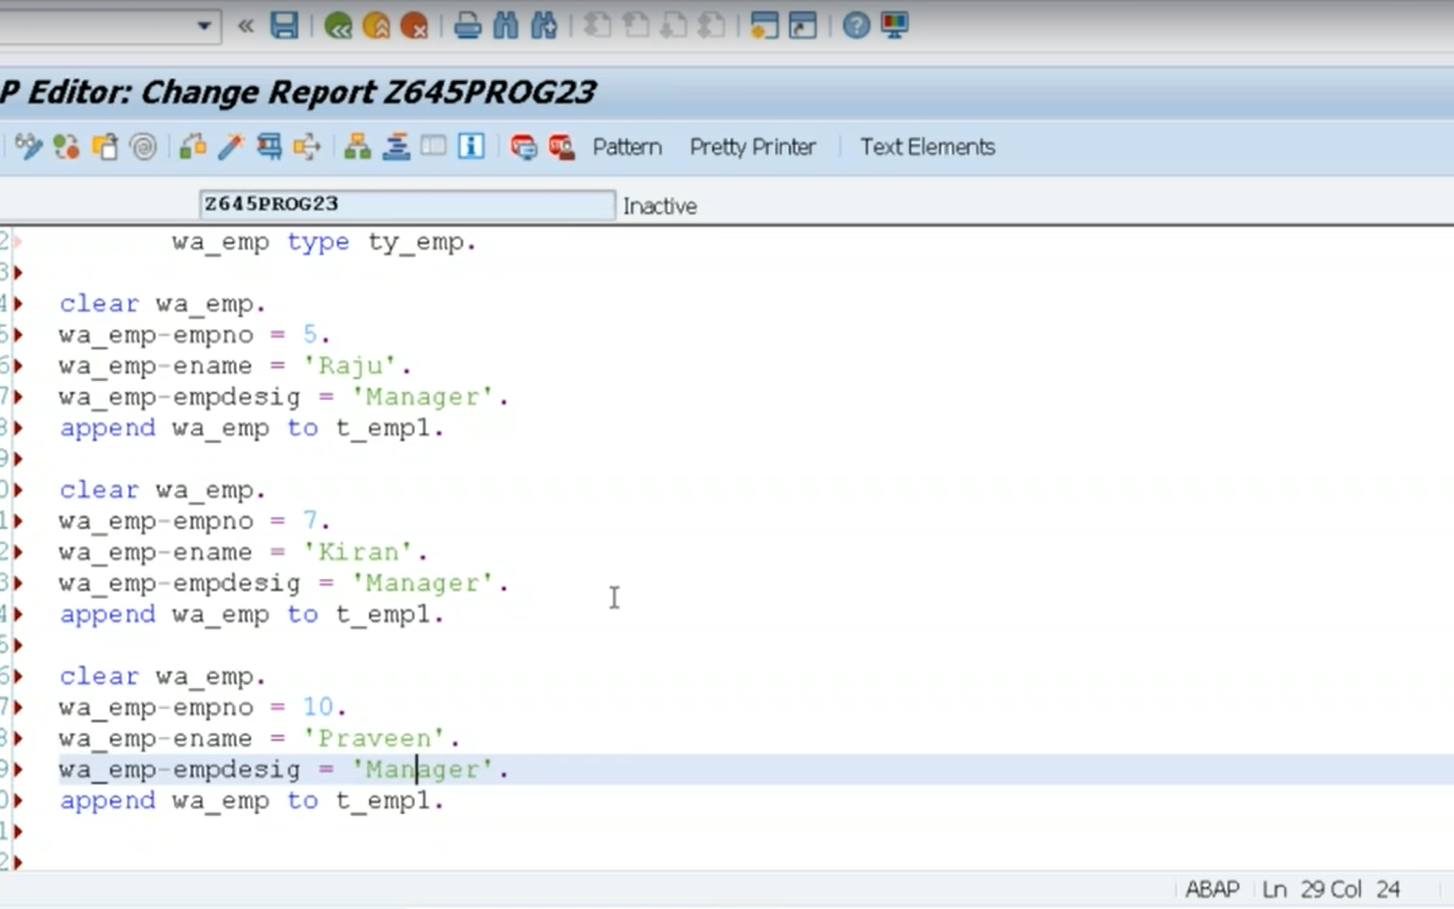 «
P Editor: Change Report Z645PROG23
Pattern Pretty Printer Text Elements
Z645PROG23 Inactive
2 wa_emp type ty_emp.
3
4 clear wa_emp.
5 wa_emp-empno = 5.
6 wa_emp-ename = 'Raju'.
7 wa_emp-empdesig = 'Manager'.
8 append wa_emp to t_emp1.
9
0 clear wa_emp.
1 wa_emp-empno = 7.
2 wa_emp-ename = 'Kiran'.
3 wa_emp-empdesig = 'Manager'.
4 append wa_emp to t_emp1.
5
6 clear wa_emp.
7 wa_emp-empno = 10.
8 wa_emp-ename = 'Praveen'.
9 wa_emp-empdesig = 'Manager'.
0 append wa_emp to t_emp1.
1
2
ABAP Ln 29 Col 24